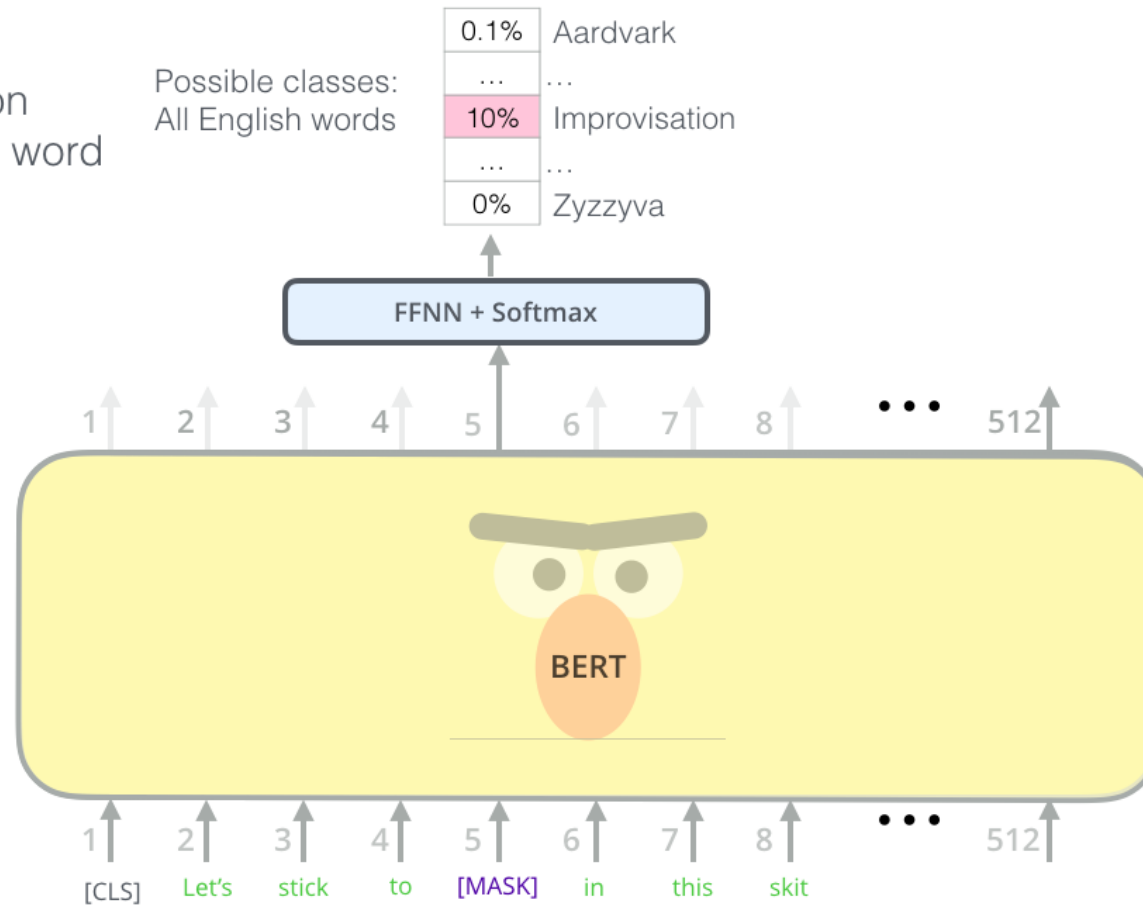 0.1% Aardvark
... ...
Possible classes:
on
All English words
10% Improvisation
word
... ...
0% Zyzzyva
FFNN + Softmax
1 2 3 4 5 6 7 8 ... 512
BERT
1 2 3 4 5 6 7 8 ... 512
[CLS] Let's stick to [MASK] in this skit